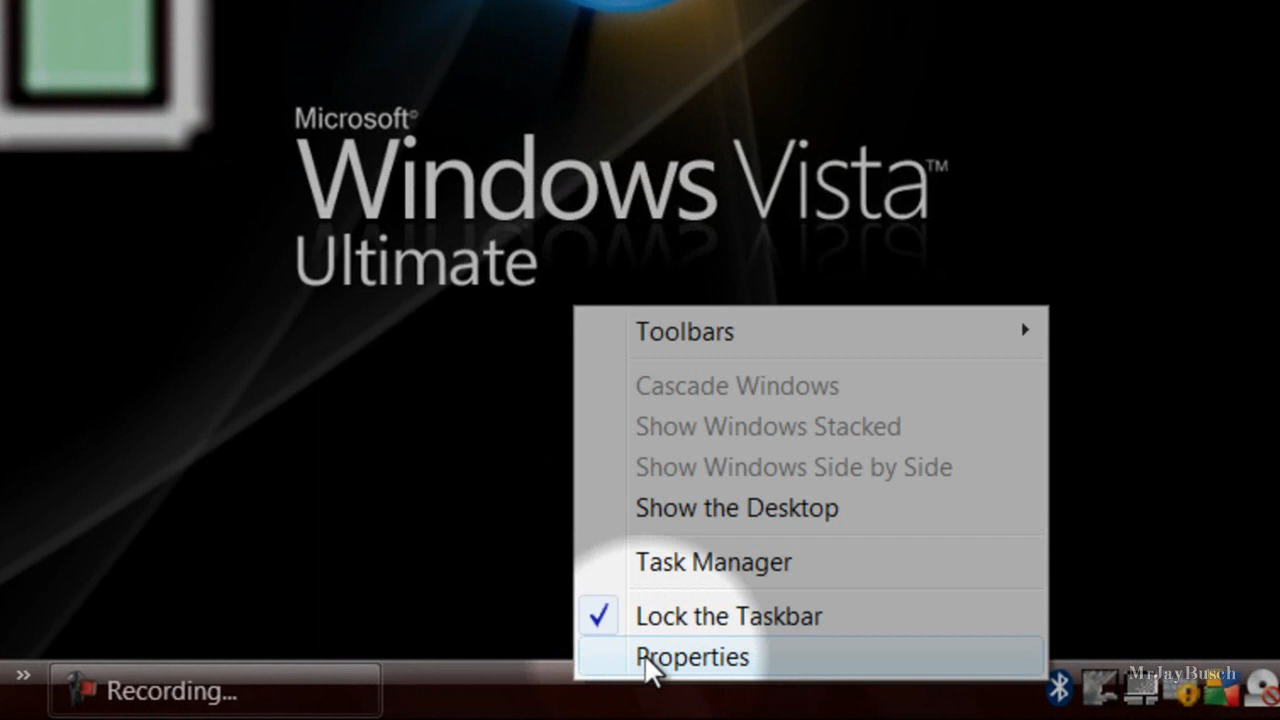 Microsoft®
Windows Vista™
Ultimate
Toolbars
Cascade Windows
Show Windows Stacked
Show Windows Side by Side
Show the Desktop
Task Manager
Lock the Taskbar
Properties
»
Recording...
MrJayBusch